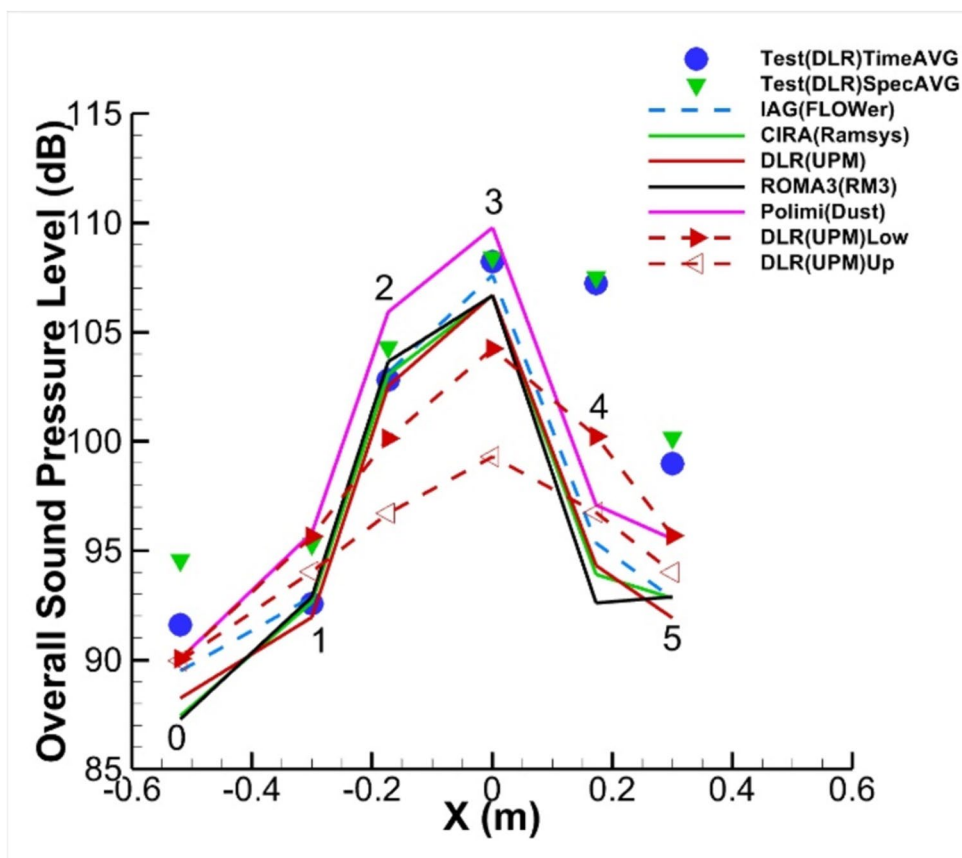 Test(DLR)TimeAVG
Test(DLR)SpecAVG
IAG(FLOWer)
CIRA(Ramsys)
DLR(UPM)
ROMA3(RM3)
Polimi(Dust)
DLR(UPM)Low
DLR(UPM)Up
Overall Sound Pressure Level (dB)
115
110
105
100
95
90
85
3
2
4
1
5
0
-0.6 -0.4 -0.2 0 0.2 0.4 0.6
X (m)